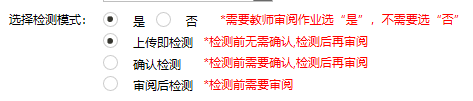 选择检测模式： 是 否 *需要教师审阅作业选“是”，不需要选“否”
上传即检测 *检测前无需确认,检测后再审阅
确认检测 *检测前需要确认,检测后再审阅
审阅后检测 *检测前需要审阅